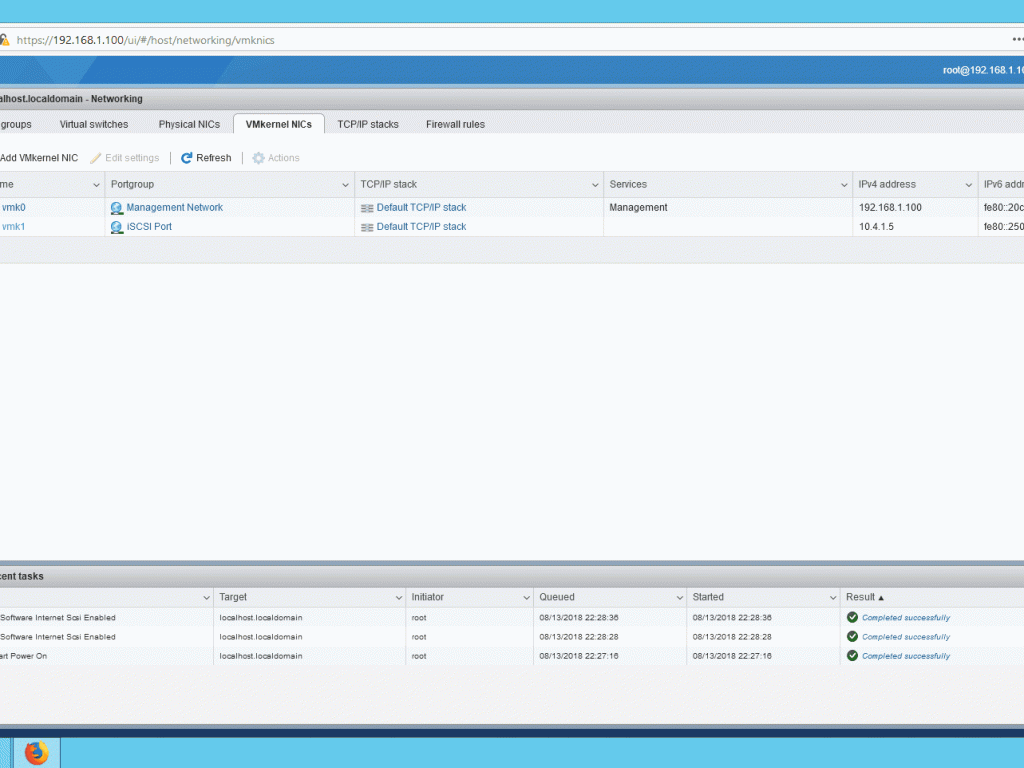 https://192.168.1.100/ui/#/host/networking/vmknics
root@192.168.1.10
alhost.localdomain - Networking
groups Virtual switches Physical NICs VMkernel NICs TCP/IP stacks Firewall rules
Add VMkernel NIC Edit settings Refresh Actions
me Portgroup TCP/IP stack Services IPv4 address IPv6 addr
vmk0 Management Network Default TCP/IP stack Management 192.168.1.100 fe80::20c
vmk1 iSCSI Port Default TCP/IP stack 10.4.1.5 fe80::250
cent tasks
Target Initiator Queued Started Result
Software Internet Scsi Enabled localhost.localdomain root 08/13/2018 22:28:36 08/13/2018 22:28:36 Completed successfully
Software Internet Scsi Enabled localhost.localdomain root 08/13/2018 22:28:28 08/13/2018 22:28:28 Completed successfully
art Power On localhost.localdomain root 08/13/2018 22:27:16 08/13/2018 22:27:16 Completed successfully